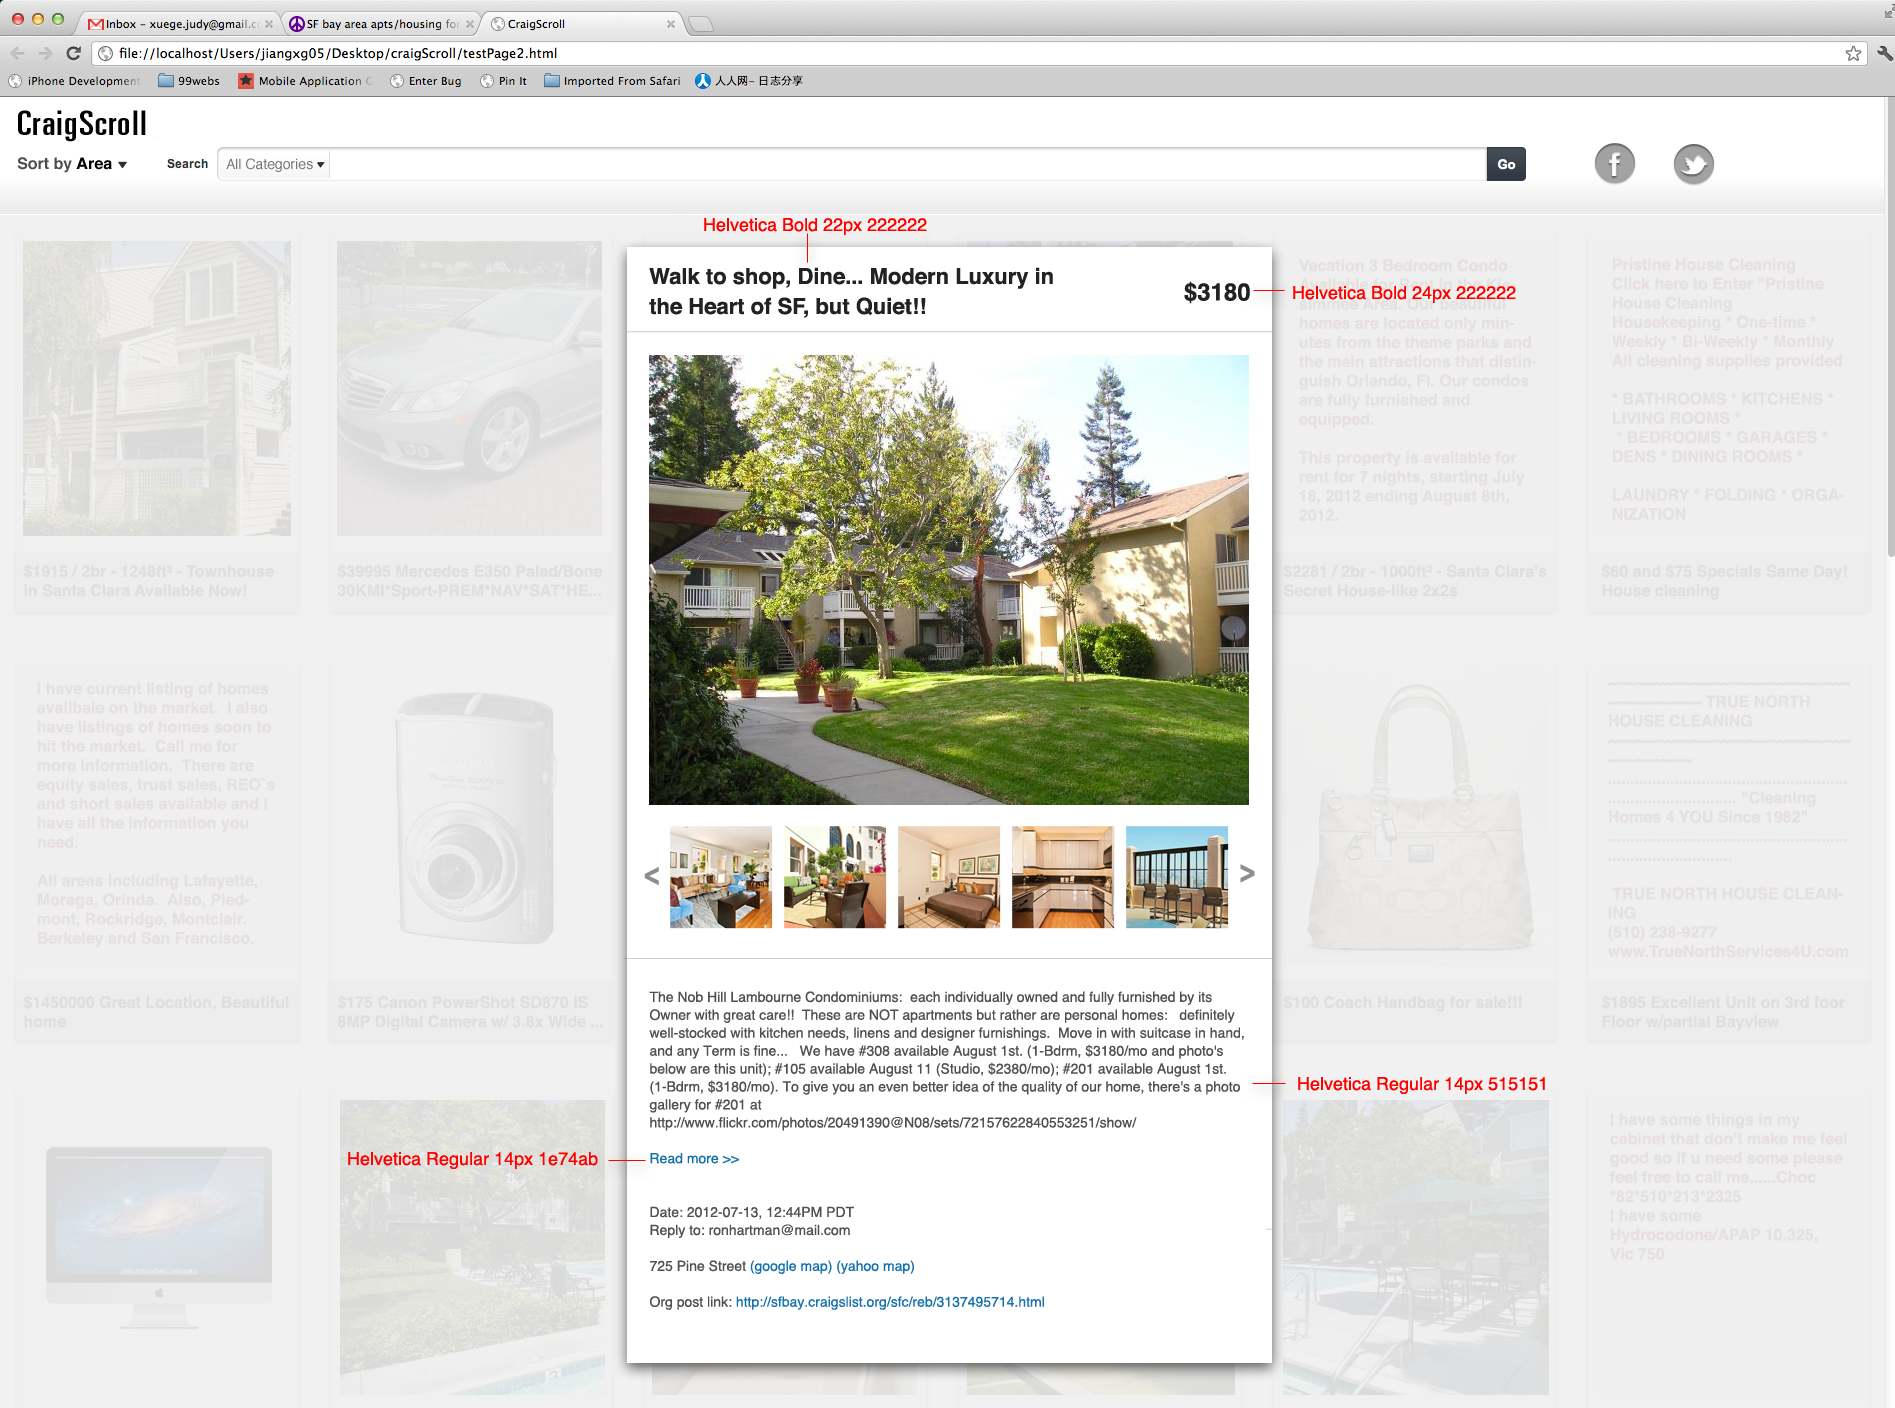 Inbox – xuege.judy@gmail.c
SF bay area apts/housing for
CraigScroll
file://localhost/Users/jiangxg05/Desktop/craigScroll/testPage2.html
iPhone Development
99webs
Mobile Application
Enter Bug
Pin It
Imported From Safari
人人网– 日志分享
CraigScroll
Sort by Area
Search
All Categories
Go
Helvetica Bold 22px 222222
Walk to shop, Dine... Modern Luxury in
the Heart of SF, but Quiet!!
$3180
Helvetica Bold 24px 222222
Vacation 3 Bedroom Condo
homes are located only min-
utes from the theme parks and
the main attractions that distin-
guish Orlando, Fl. Our condos
are fully furnished and
equipped.
This property is available for
rent for 7 nights, starting July
18, 2012 ending August 8th,
2012.
Pristine House Cleaning
Click here to Enter "Pristine
House Cleaning
Housekeeping * One-time *
Weekly * Bi-Weekly * Monthly
All cleaning supplies provided
* BATHROOMS * KITCHENS *
LIVING ROOMS *
* BEDROOMS * GARAGES *
DENS * DINING ROOMS *
LAUNDRY * FOLDING * ORGA-
NIZATION
$1915 / 2br - 1248ft² - Townhouse
in Santa Clara Available Now!
$39995 Mercedes E350 Palad/Bone
30KMI*Sport-PREM*NAV*SAT*HE...
$2281 / 2br - 1000ft² - Santa Clara's
Secret House-like 2x2s
$60 and $75 Specials Same Day!
House cleaning
I have current listing of homes
availbale on the market.  I also
have listings of homes soon to
hit the market.  Call me for
more information.  There are
equity sales, trust sales, REO`s
and short sales available and I
have all the information you
need.
All areas including Lafayette,
Moraga, Orinda.  Also, Pied-
mont, Rockridge, Montclair.
Berkeley and San Francisco.
TRUE NORTH
HOUSE CLEANING
"Cleaning
Homes 4 YOU Since 1982"
TRUE NORTH HOUSE CLEAN-
ING
(510) 238-9277
www.TrueNorthServices4U.com
<
>
$1450000 Great Location, Beautiful
home
$175 Canon PowerShot SD870 IS
8MP Digital Camera w/ 3.8x Wide ...
$100 Coach Handbag for sale!!!
$1895 Excellent Unit on 3rd foor
Floor w/partial Bayview
The Nob Hill Lambourne Condominiums:  each individually owned and fully furnished by its
Owner with great care!!  These are NOT apartments but rather are personal homes:   definitely
well-stocked with kitchen needs, linens and designer furnishings.  Move in with suitcase in hand,
and any Term is fine...   We have #308 available August 1st. (1-Bdrm, $3180/mo and photo's
below are this unit); #105 available August 11 (Studio, $2380/mo); #201 available August 1st.
(1-Bdrm, $3180/mo). To give you an even better idea of the quality of our home, there's a photo
gallery for #201 at
http://www.flickr.com/photos/20491390@N08/sets/72157622840553251/show/
Helvetica Regular 14px 515151
Helvetica Regular 14px 1e74ab
Read more >>
Date: 2012-07-13, 12:44PM PDT
Reply to: ronhartman@mail.com
725 Pine Street (google map) (yahoo map)
Org post link: http://sfbay.craigslist.org/sfc/reb/3137495714.html
I have some things in my
cabinet that don't make me feel
good so if u need some please
feel free to call me......Choc
*82*510*213*2325
I have some
Hydrocodone/APAP 10.325,
Vic 750